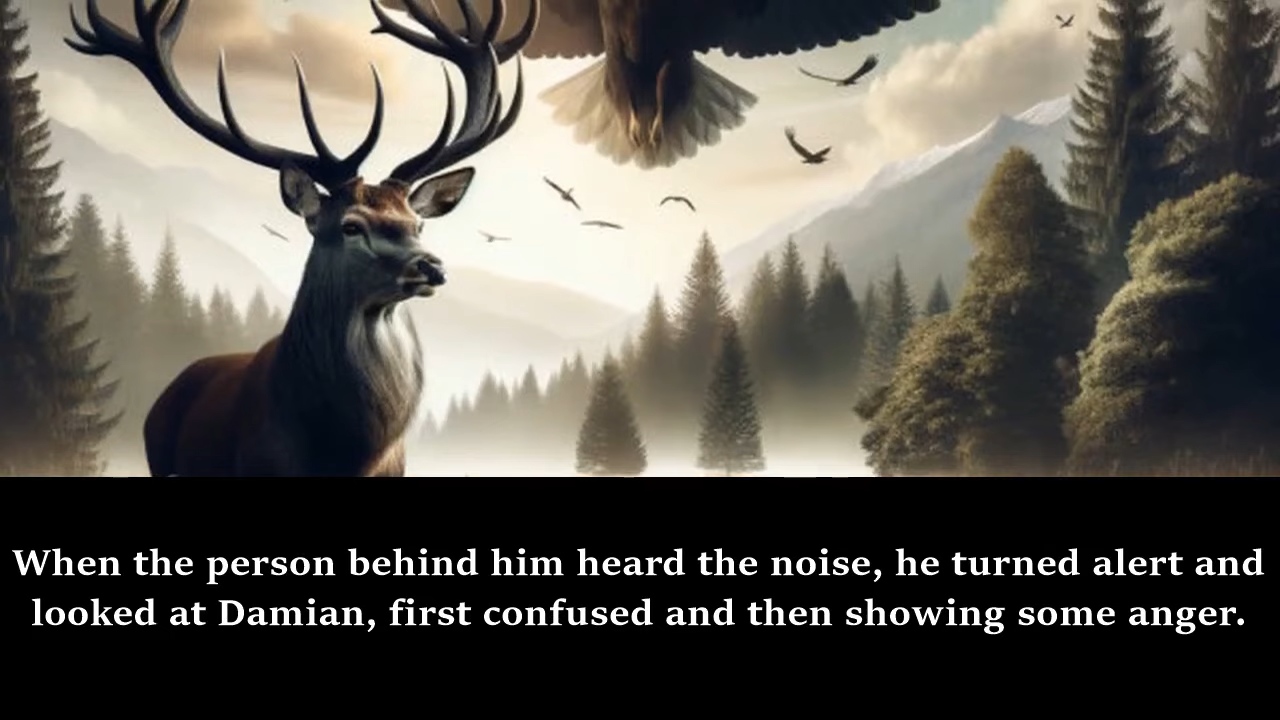 When the person behind him heard the noise, he turned alert and
looked at Damian, first confused and then showing some anger.